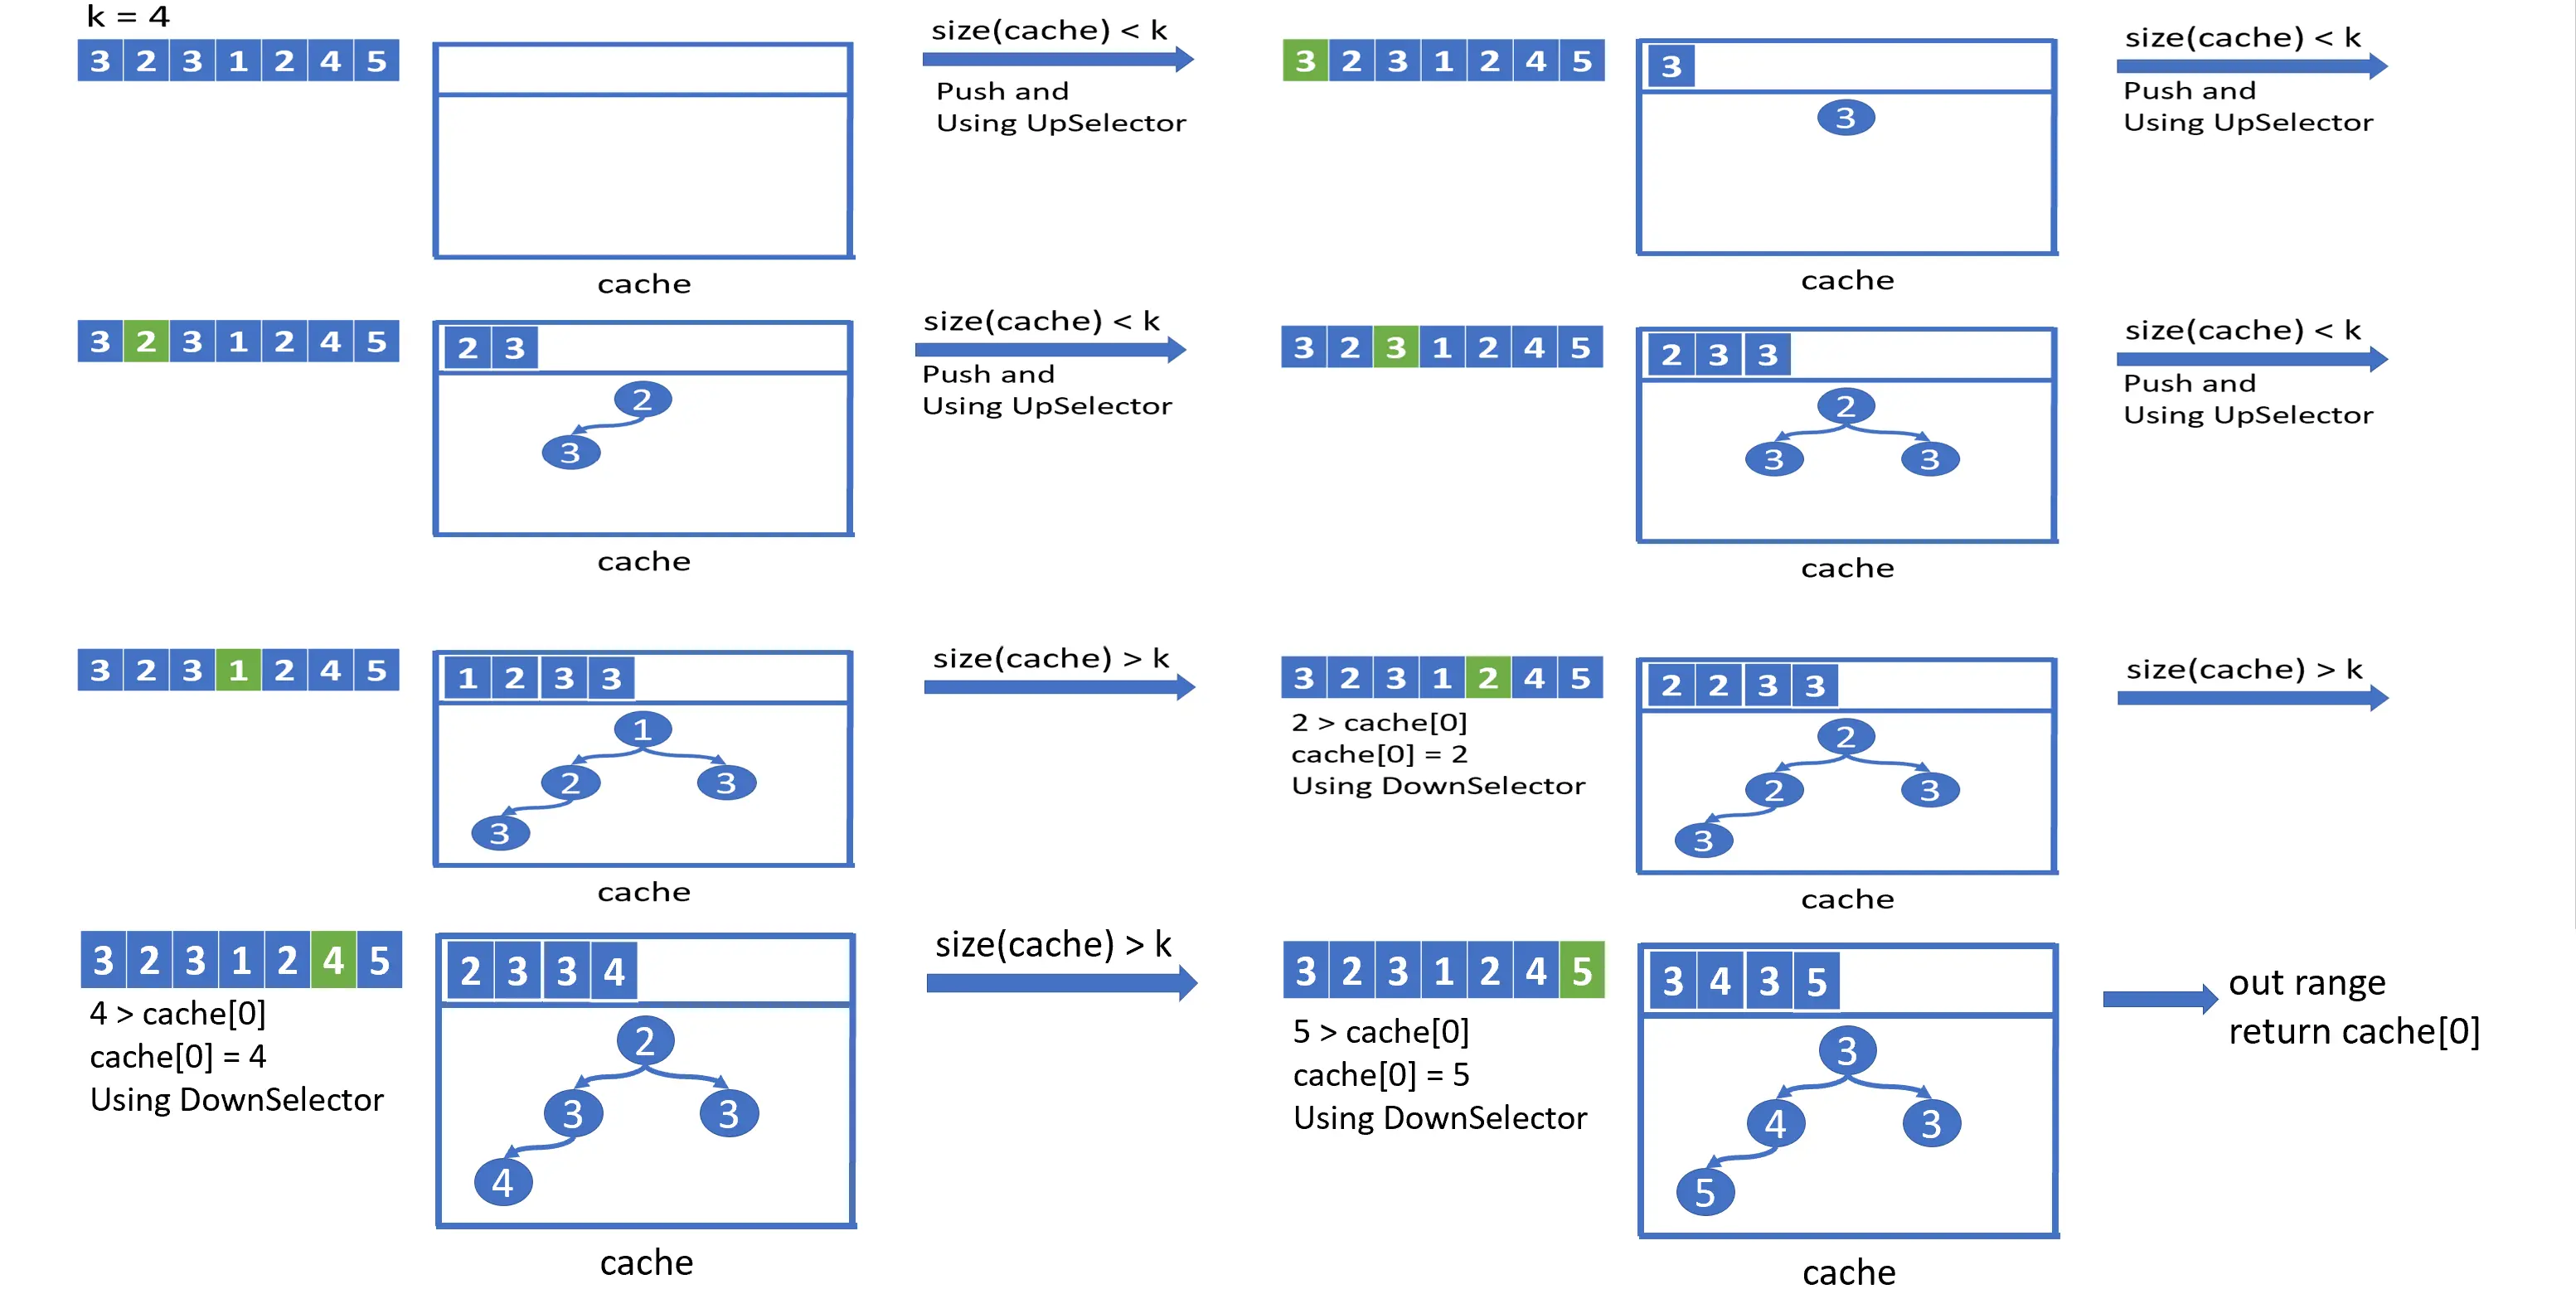 k = 4
3 2 3 1 2 4 5
cache
size(cache) < k
Push and
Using UpSelector
3 2 3 1 2 4 5
3
3
cache
size(cache) < k
Push and
Using UpSelector
3 2 3 1 2 4 5
2 3
2
3
cache
size(cache) < k
Push and
Using UpSelector
3 2 3 1 2 4 5
2 3 3
2
3 3
cache
size(cache) < k
Push and
Using UpSelector
3 2 3 1 2 4 5
1 2 3 3
1
2 3
3
cache
size(cache) > k
3 2 3 1 2 4 5
2 > cache[0]
cache[0] = 2
Using DownSelector
2 2 3 3
2
2 3
3
cache
size(cache) > k
3 2 3 1 2 4 5
4 > cache[0]
cache[0] = 4
Using DownSelector
2 3 3 4
2
3 3
4
cache
size(cache) > k
3 2 3 1 2 4 5
5 > cache[0]
cache[0] = 5
Using DownSelector
3 4 3 5
3
4 3
5
cache
out range
return cache[0]